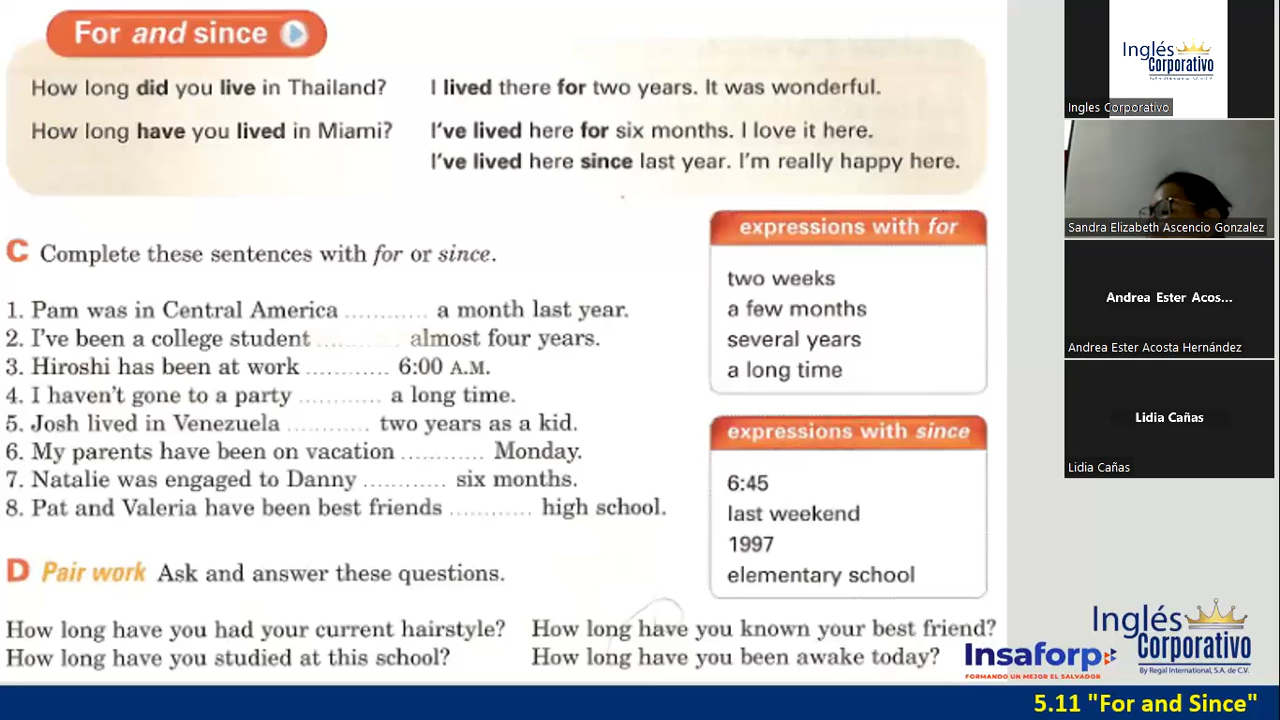 For and since
How long did you live in Thailand? I lived there for two years. It was wonderful.
How long have you lived in Miami? I've lived here for six months. I love it here.
I've lived here since last year. I'm really happy here.
C Complete these sentences with for or since.
1. Pam was in Central America ............ a month last year.
2. I've been a college student ............ almost four years.
3. Hiroshi has been at work ............ 6:00 A.M.
4. I haven't gone to a party ............ a long time.
5. Josh lived in Venezuela ............ two years as a kid.
6. My parents have been on vacation ............ Monday.
7. Natalie was engaged to Danny ............ six months.
8. Pat and Valeria have been best friends ............ high school.
expressions with for
two weeks
a few months
several years
a long time
expressions with since
6:45
last weekend
1997
elementary school
D Pair work Ask and answer these questions.
How long have you had your current hairstyle? How long have you known your best friend?
How long have you studied at this school? How long have you been awake today?
Inglés
Corporativo
Ingles Corporativo
Sandra Elizabeth Ascencio Gonzalez
Andrea Ester Acos...
Andrea Ester Acosta Hernández
Lidia Cañas
Lidia Cañas
Insaforp
FORMANDO UN MEJOR EL SALVADOR
Inglés
Corporativo
By Regal International, S.A. de C.V.
5.11 "For and Since"